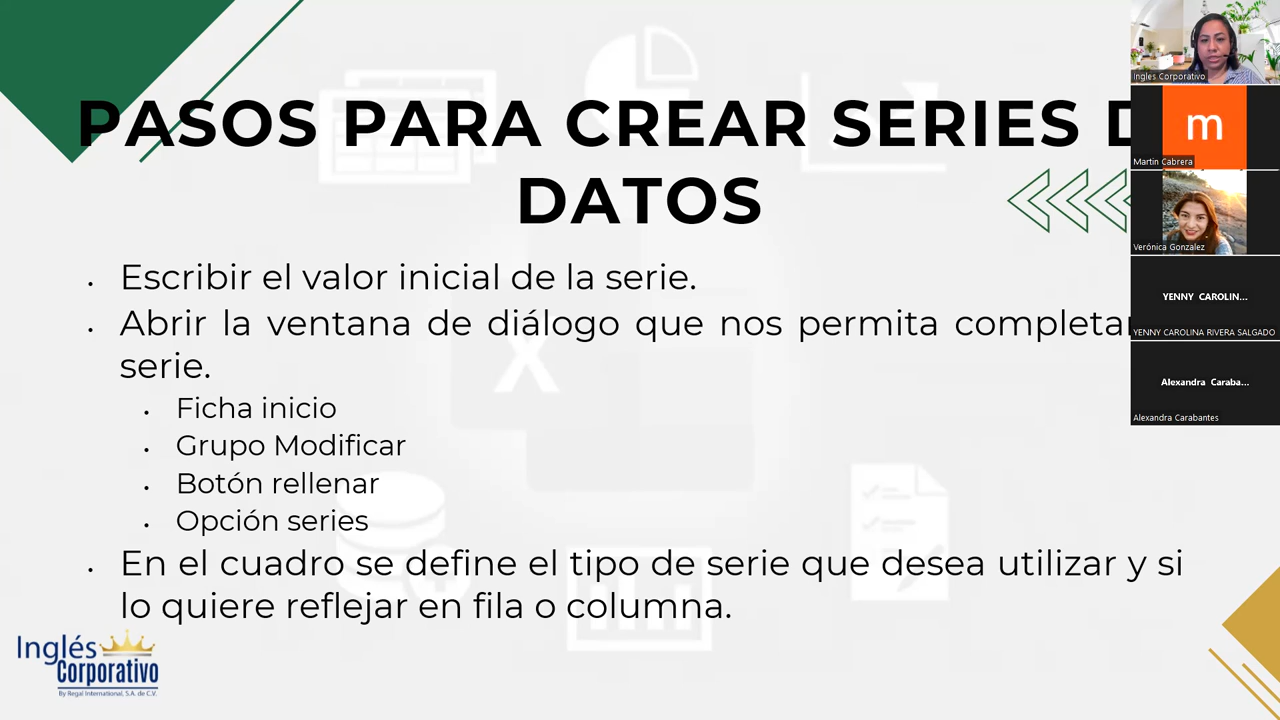 PASOS PARA CREAR SERIES D
DATOS
• Escribir el valor inicial de la serie.
• Abrir la ventana de diálogo que nos permita completar
serie.
• Ficha inicio
• Grupo Modificar
• Botón rellenar
• Opción series
• En el cuadro se define el tipo de serie que desea utilizar y si
lo quiere reflejar en fila o columna.
Inglés
Corporativo
By Regal International, S.A. de C.V.
X
Ingles Corporativo
m
Martin Cabrera
Verónica González
YENNY CAROLIN...
YENNY CAROLINA RIVERA SALGADO
Alexandra Caraba...
Alexandra Carabantes